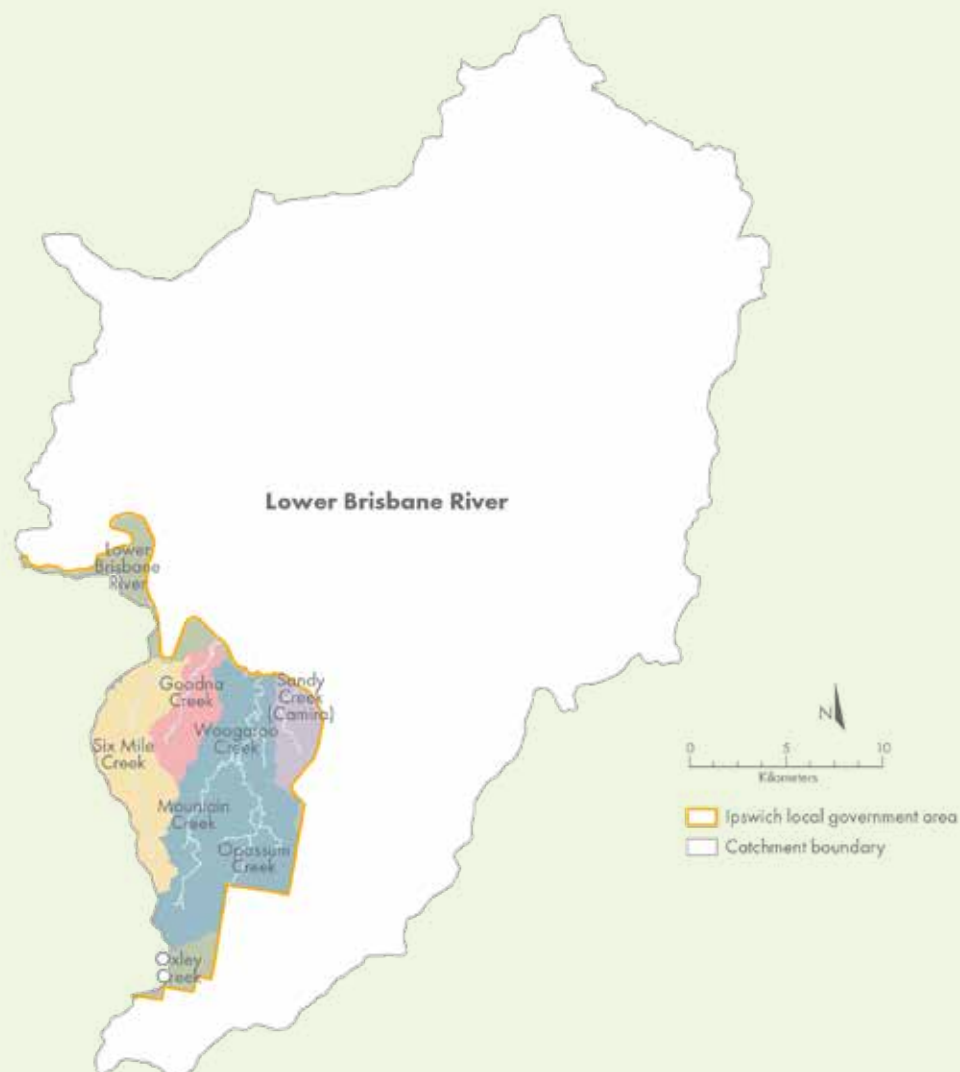 Lower Brisbane River
Lower
Brisbane
River
Goodna
Creek
Sandy
Creek
(Camira)
Woogaroo
Creek
Six Mile
Creek
Mountain
Creek
Opossum
Creek
Oxley
Creek
N
0 5 10
Kilometers
Ipswich local government area
Catchment boundary